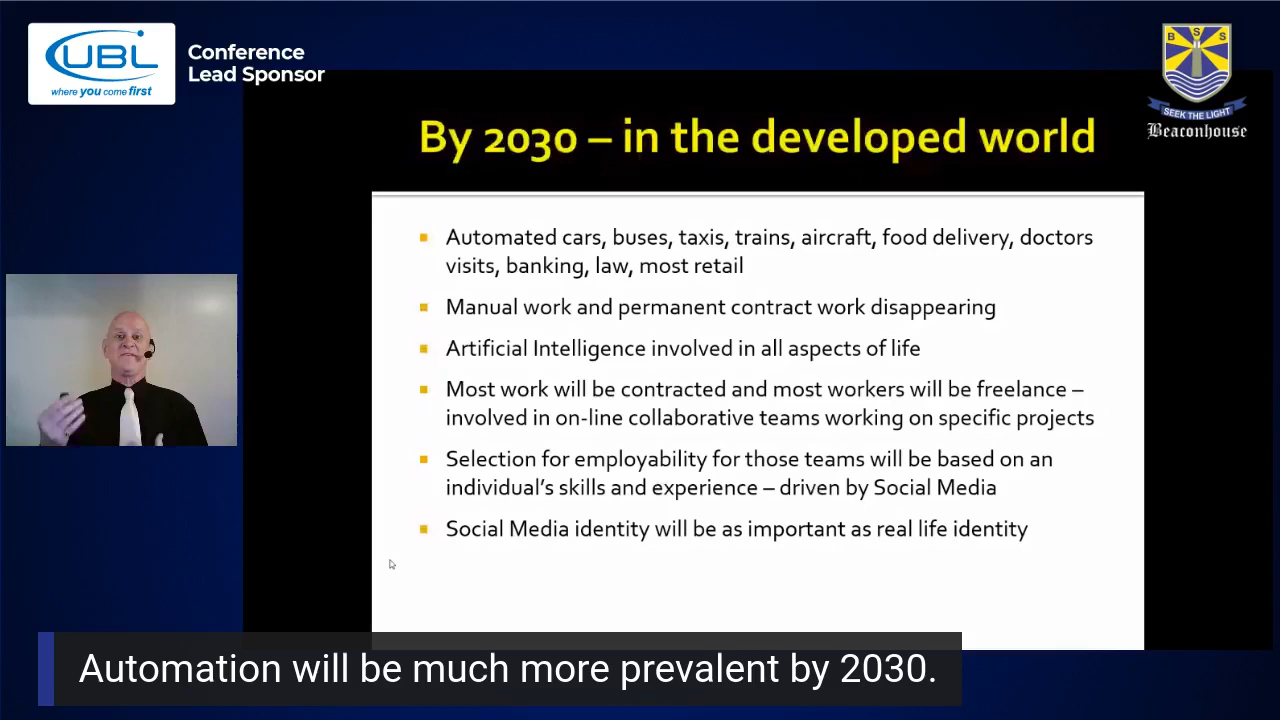 UBL
where you come first
Conference
Lead Sponsor
B S S
SEEK THE LIGHT
Beaconhouse
By 2030 – in the developed world
Automated cars, buses, taxis, trains, aircraft, food delivery, doctors
visits, banking, law, most retail
Manual work and permanent contract work disappearing
Artificial Intelligence involved in all aspects of life
Most work will be contracted and most workers will be freelance –
involved in on-line collaborative teams working on specific projects
Selection for employability for those teams will be based on an
individual's skills and experience – driven by Social Media
Social Media identity will be as important as real life identity
Automation will be much more prevalent by 2030.